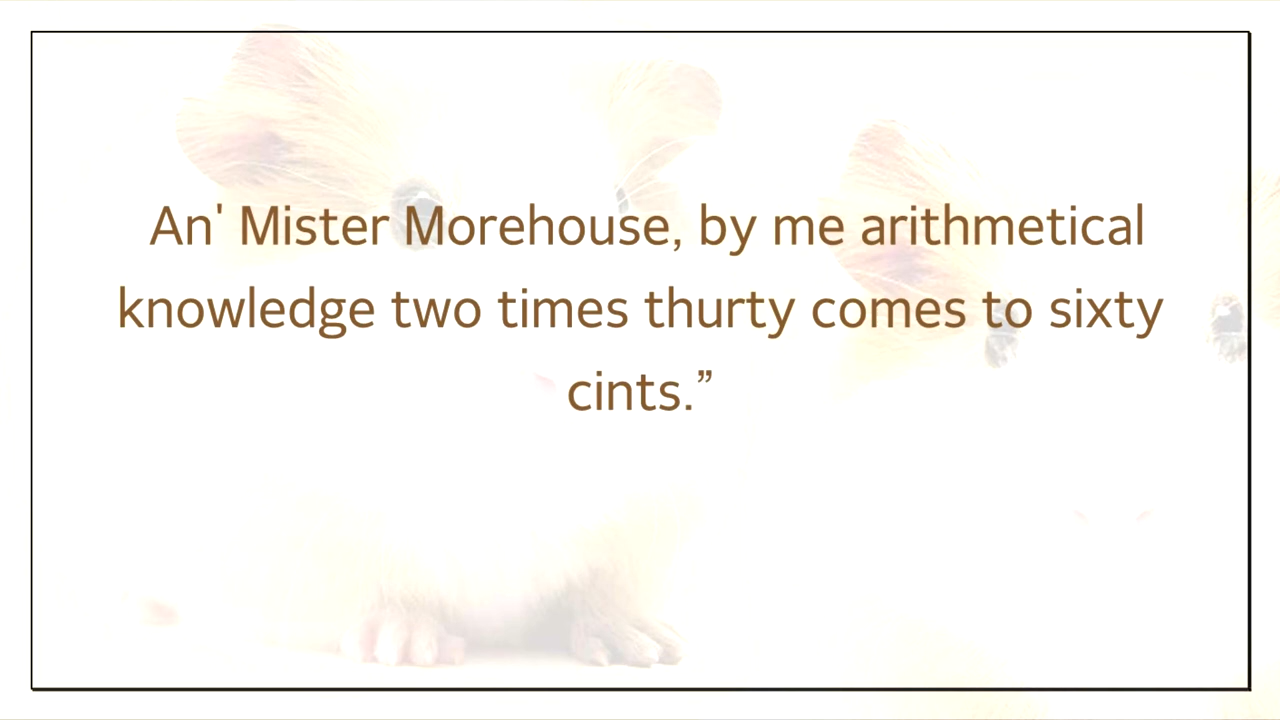 An' Mister Morehouse, by me arithmetical
knowledge two times thurty comes to sixty
cints.”